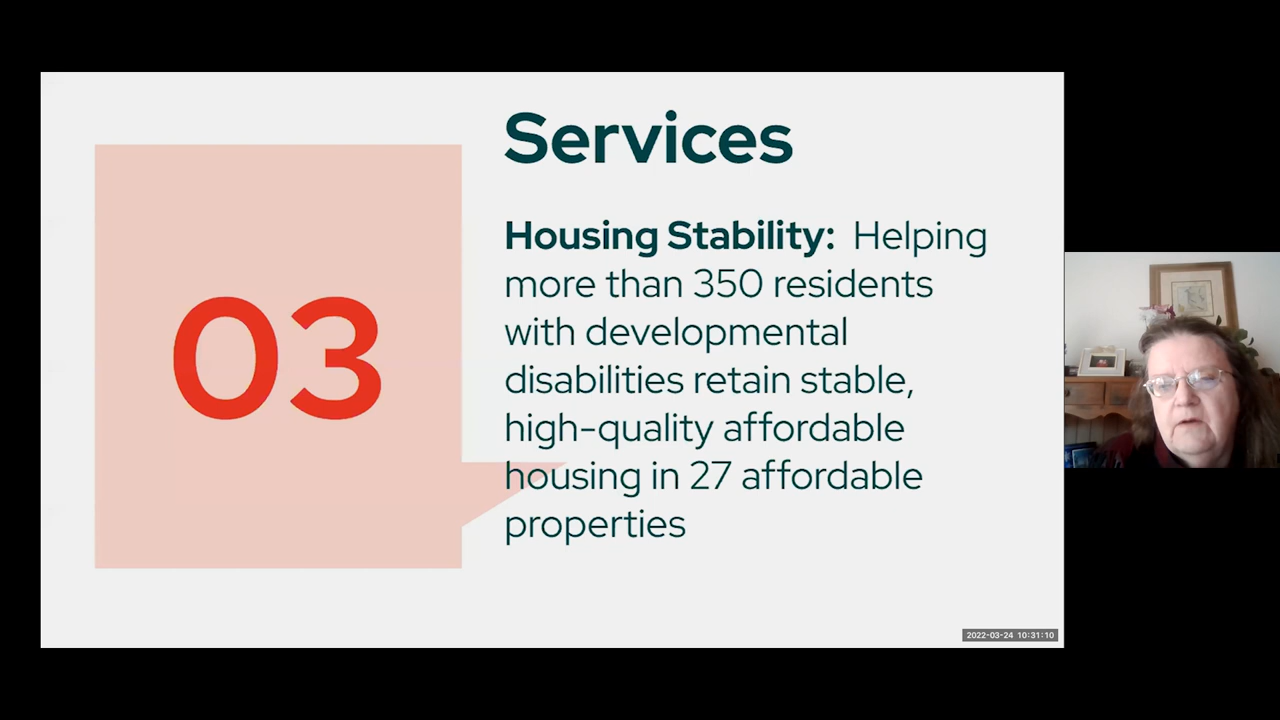 Services
03
Housing Stability: Helping
more than 350 residents
with developmental
disabilities retain stable,
high-quality affordable
housing in 27 affordable
properties
2022-03-24 10:31:10